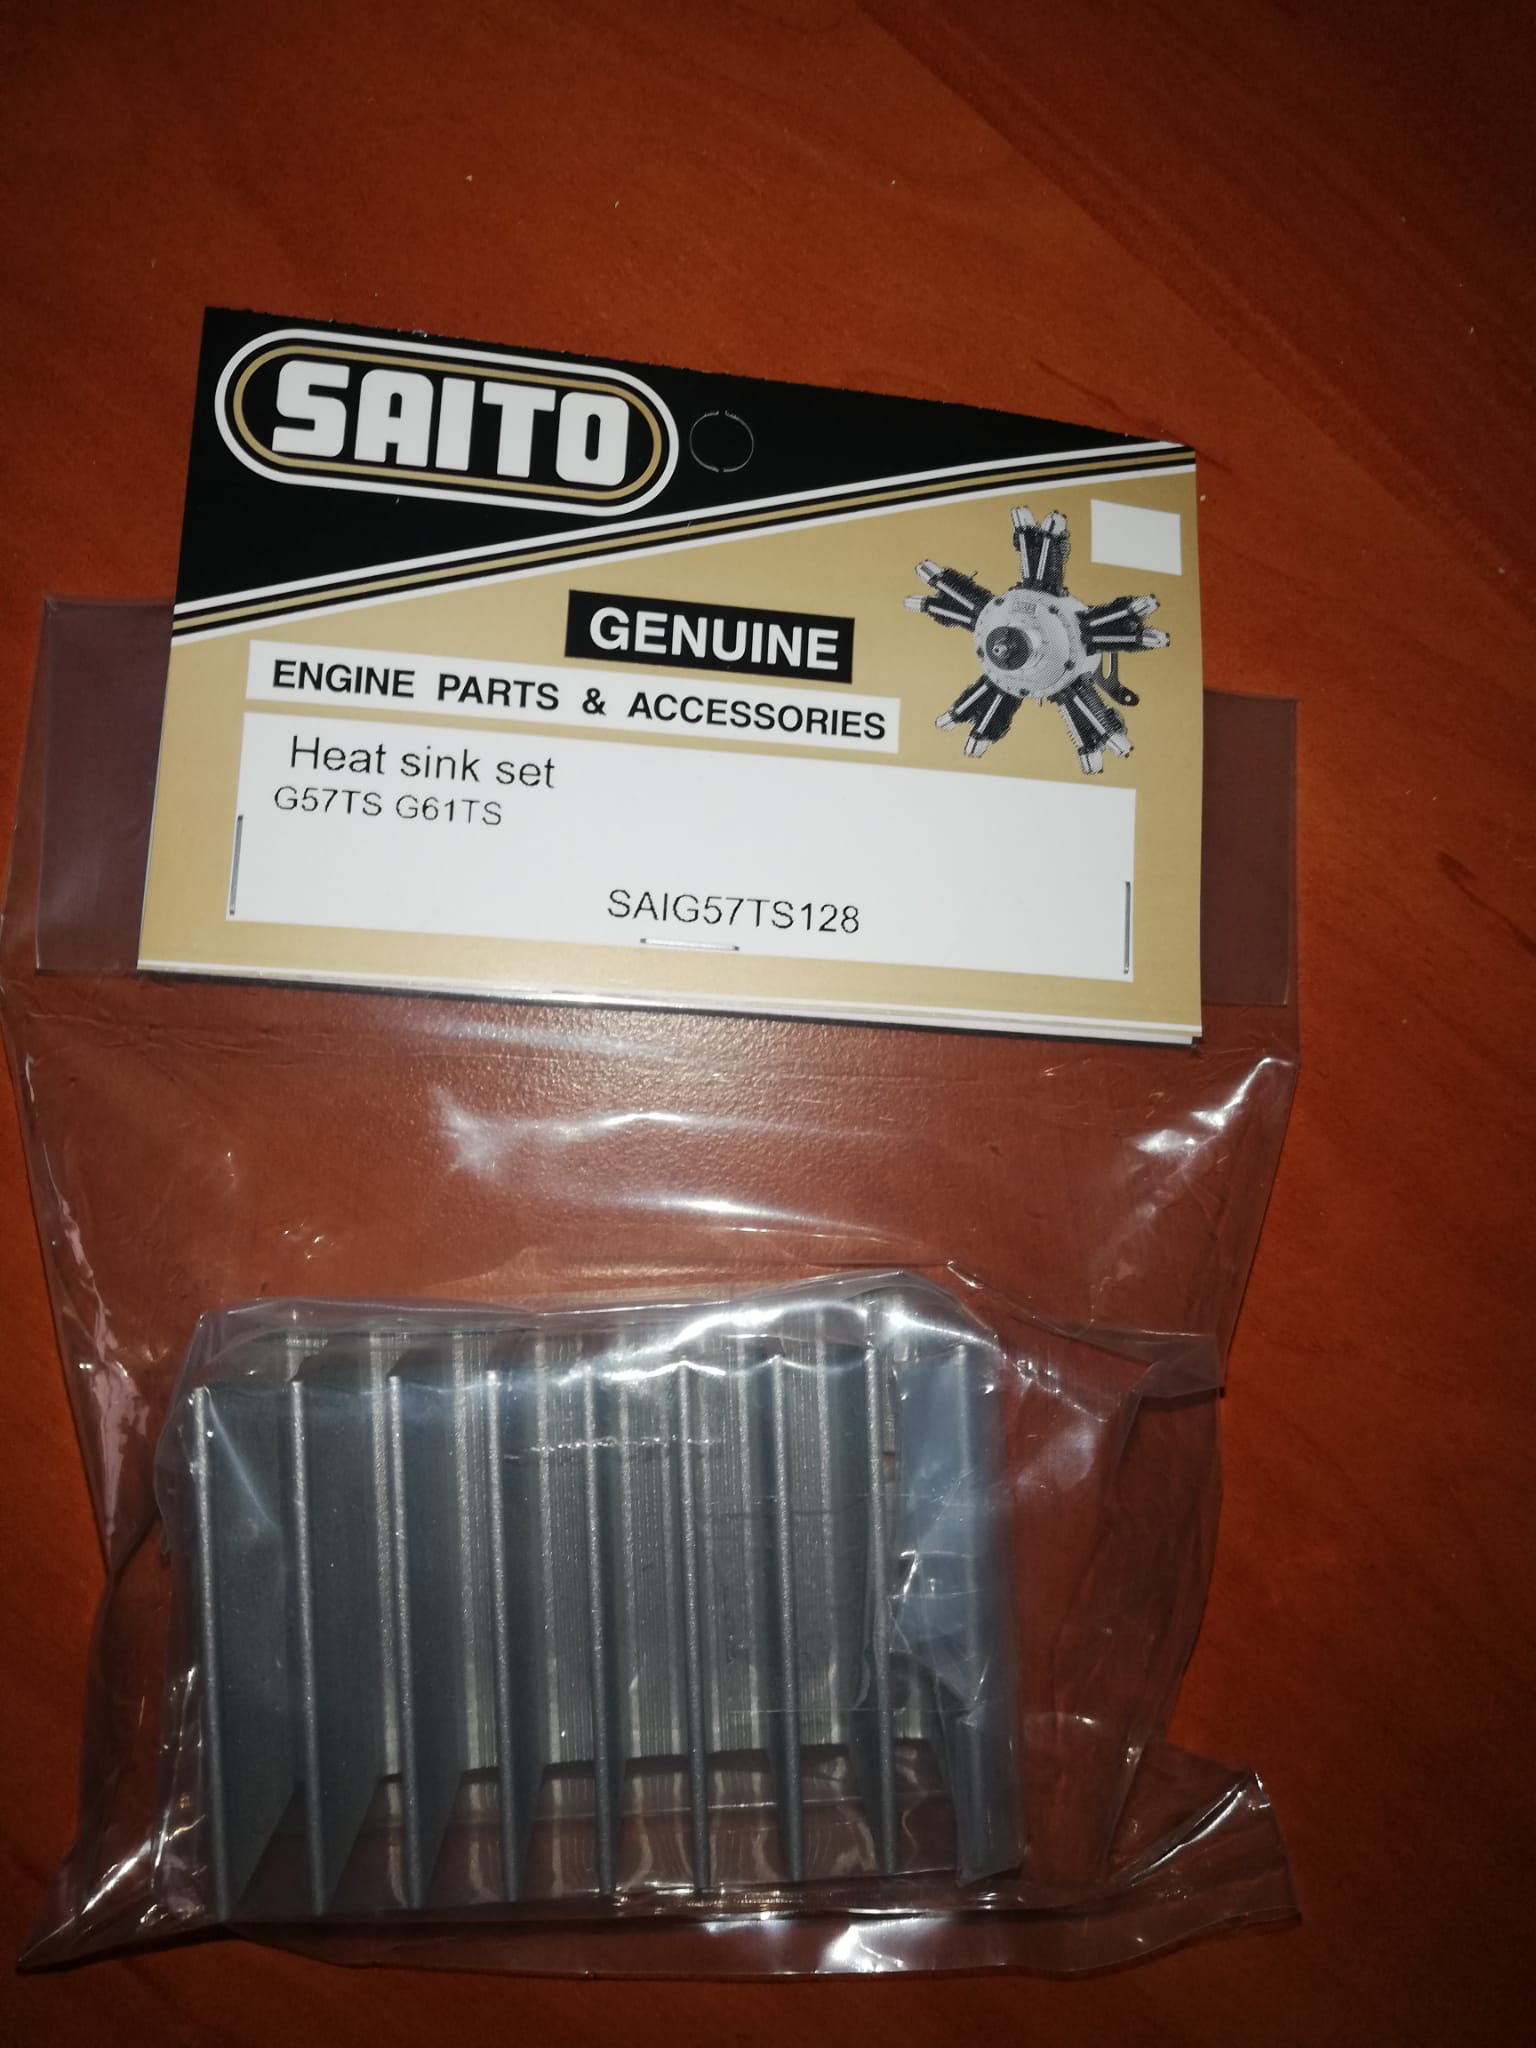 SAITO
GENUINE
ENGINE PARTS & ACCESSORIES
Heat sink set
G57TS G61TS
SAIG57TS128